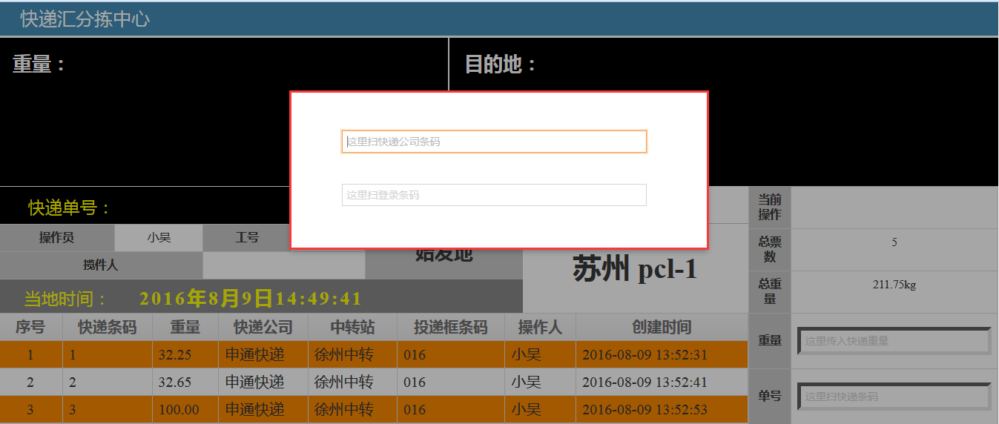 快递汇分拣中心
重量：
目的地：
这里扫快递公司条码
这里扫登录条码
快递单号：
当前操作
操作员
小吴
工号
总票数
5
揽件人
始发地
苏州 pcl-1
总重量
211.75kg
当地时间： 2016年8月9日14:49:41
序号 快递条码 重量 快递公司 中转站 投递框条码 操作人 创建时间
1 1 32.25 申通快递 徐州中转 016 小吴 2016-08-09 13:52:31
2 2 32.65 申通快递 徐州中转 016 小吴 2016-08-09 13:52:41
3 3 100.00 申通快递 徐州中转 016 小吴 2016-08-09 13:52:53
重量 这里传入快递重量
单号 这里扫快递条码